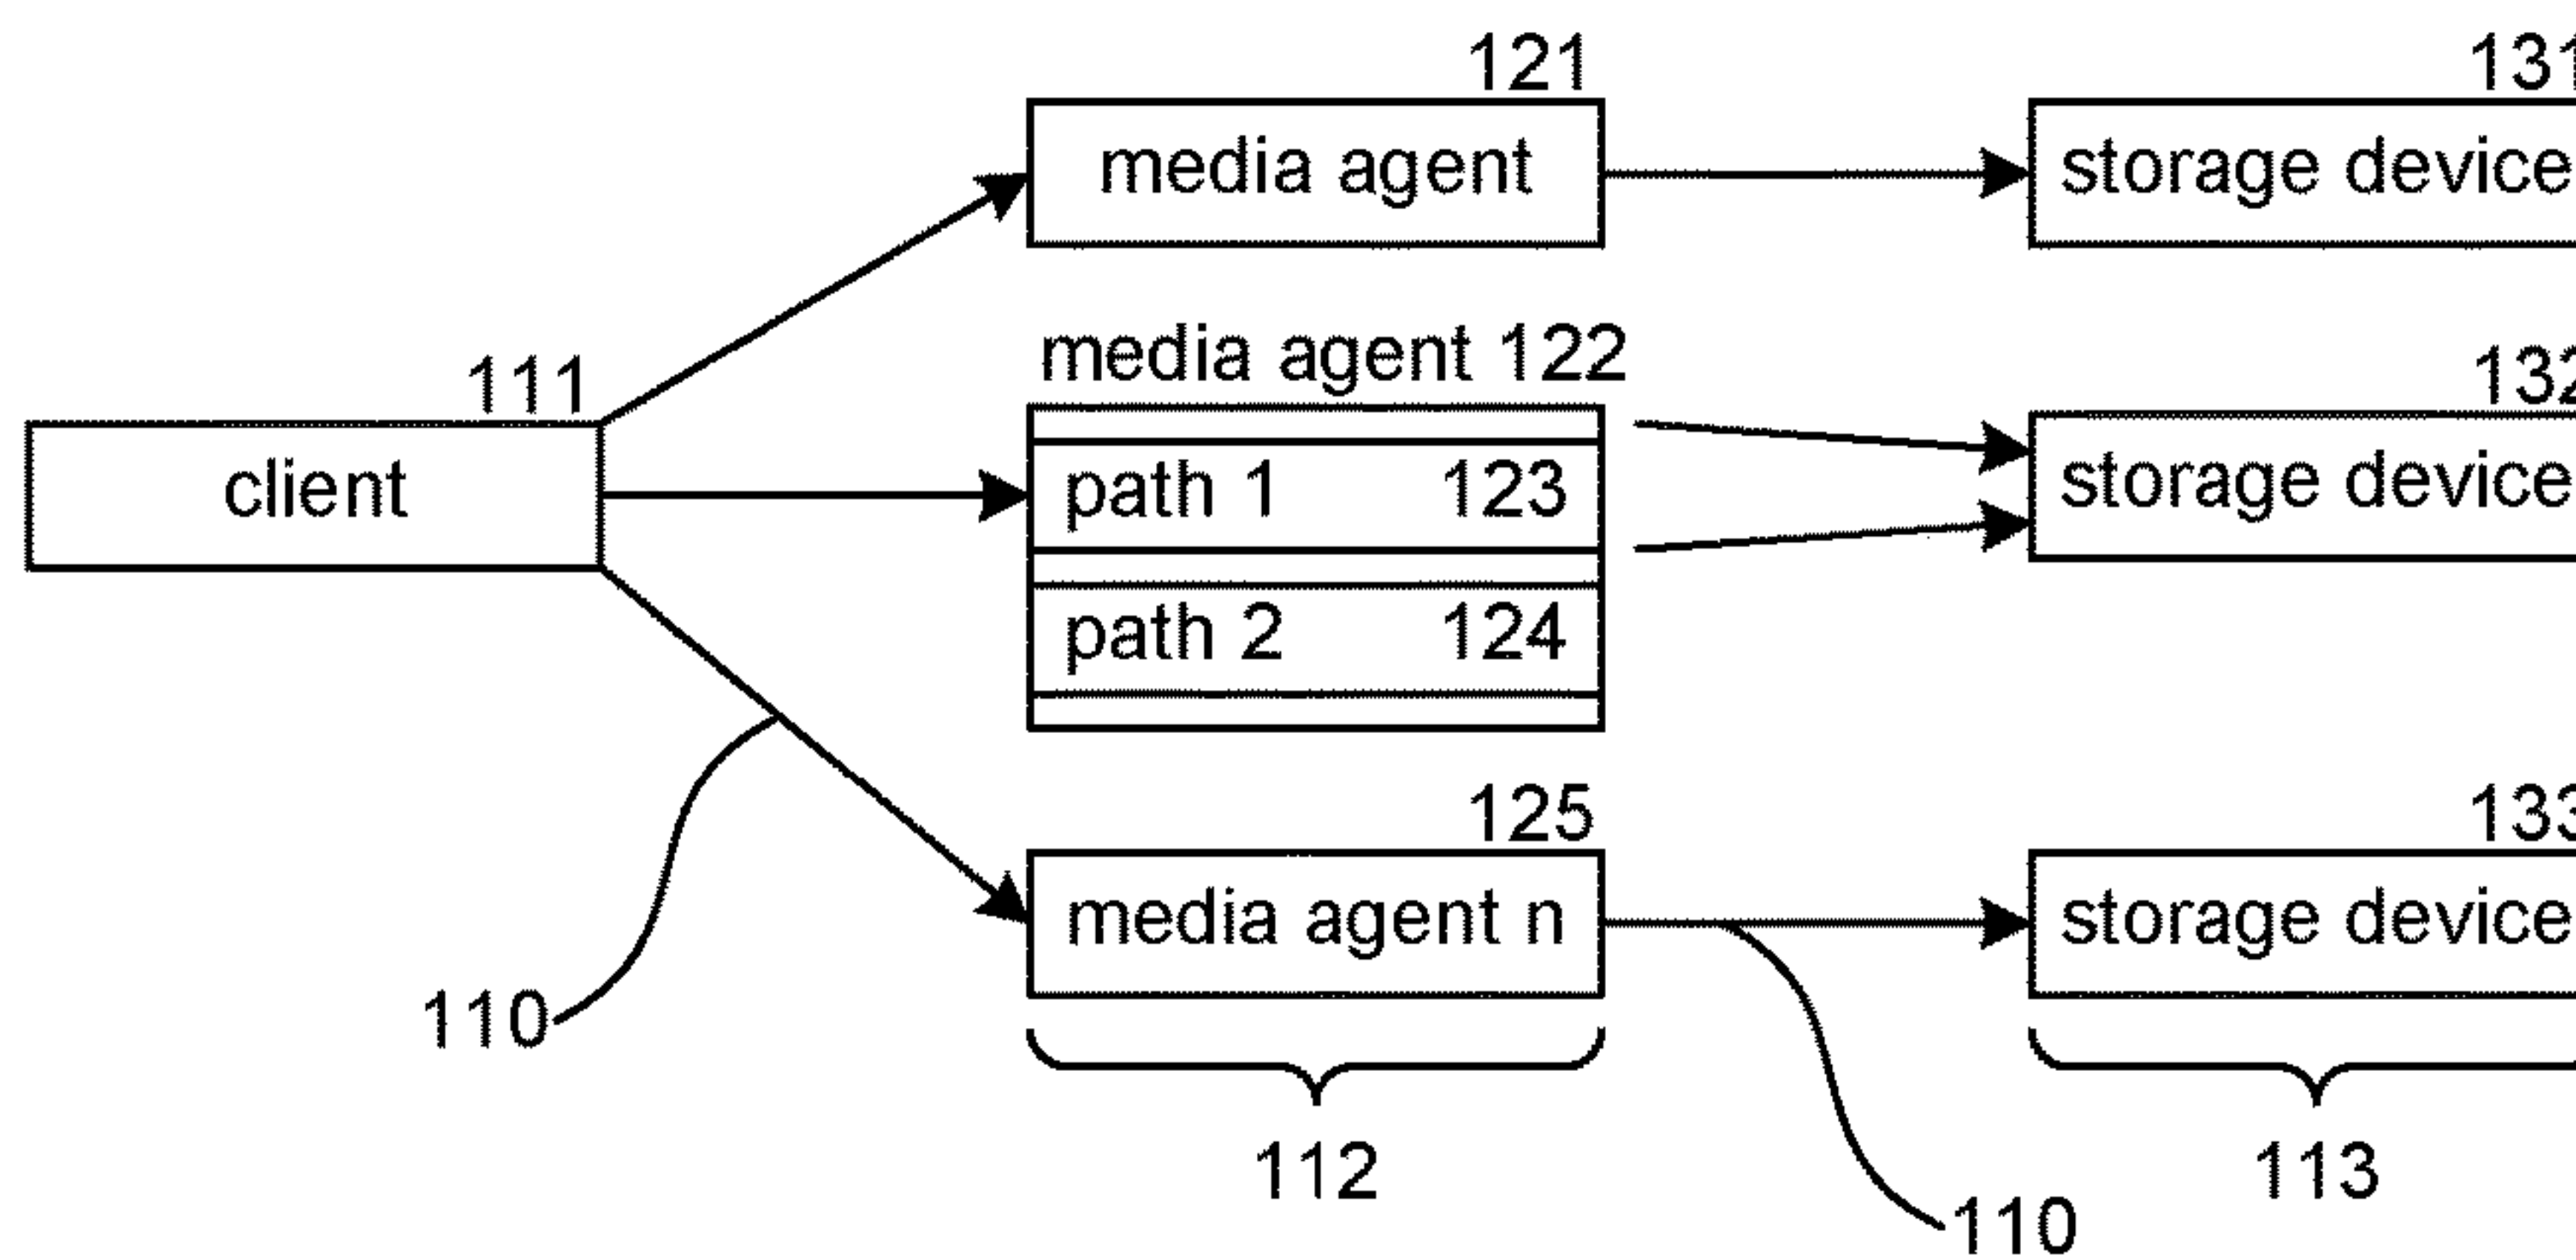 121
131
media agent
storage device
media agent 122
111
132
client
path 1 123
storage device
path 2 124
125
133
media agent n
storage device
110
112
113
110